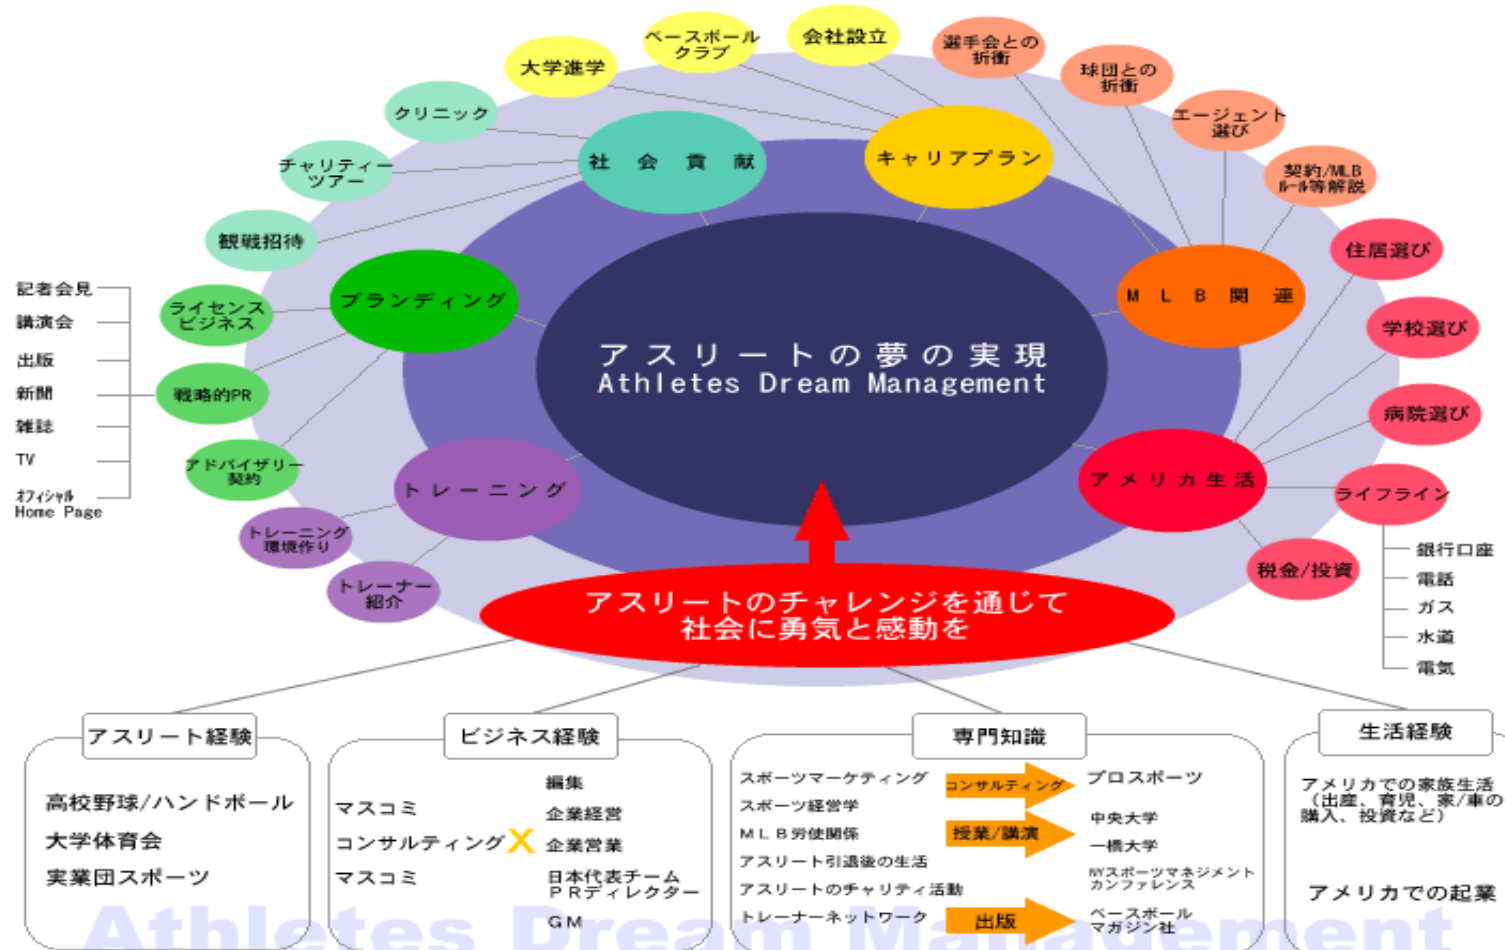 ベースボール
クラブ
会社設立
選手会との
折衝
大学進学
球団との
折衝
クリニック
エージェント
選び
社会貢献
キャリアプラン
チャリティー
ツアー
契約/MLB
ルール等解説
観戦招待
住居選び
記者会見
講演会
出版
新聞
雑誌
TV
オフィシャル
Home Page
ライセンス
ビジネス
ブランディング
MLB関連
学校選び
アスリートの夢の実現
Athletes Dream Management
戦略的PR
病院選び
アドバイザリー
契約
トレーニング
アメリカ生活
ライフライン
トレーニング
環境作り
税金/投資
銀行口座
電話
ガス
水道
電気
トレーナー
紹介
アスリートのチャレンジを通じて
社会に勇気と感動を
アスリート経験
高校野球/ハンドボール
大学体育会
実業団スポーツ
ビジネス経験
マスコミ
コンサルティング
マスコミ
X
編集
企業経営
企業営業
日本代表チーム
PRディレクター
GM
専門知識
スポーツマーケティング
スポーツ経営学
MLB労使関係
アスリート引退後の生活
アスリートのチャリティ活動
トレーナーネットワーク
コンサルティング
授業/講演
出版
プロスポーツ
中央大学
一橋大学
NYスポーツマネジメント
カンファレンス
ベースボール
マガジン社
生活経験
アメリカでの家族生活
（出産、育児、家/車の
購入、投資など）
アメリカでの起業
Athletes Dream Management